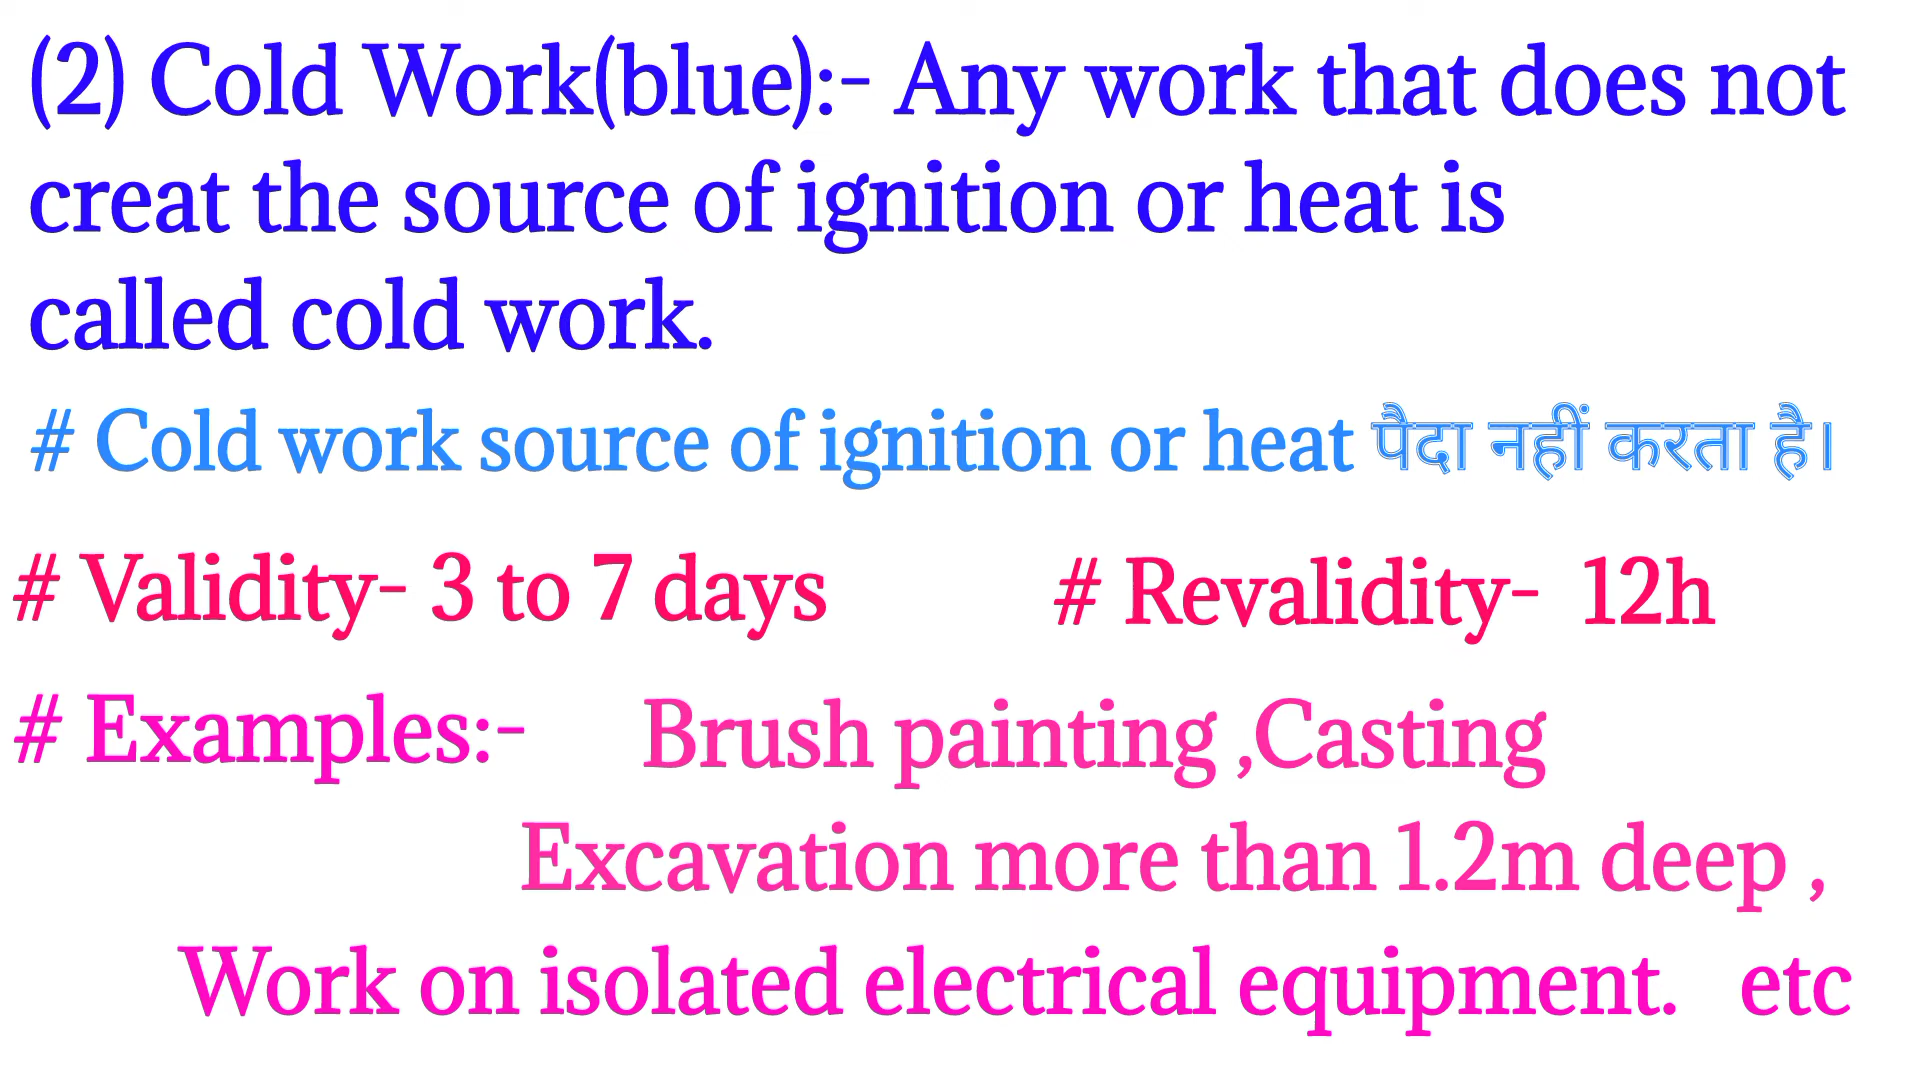 (2) Cold Work(blue):- Any work that does not
creat the source of ignition or heat is
called cold work.
# Cold work source of ignition or heat पैदा नहीं करता है।
# Validity- 3 to 7 days # Revalidity- 12h
# Examples:- Brush painting ,Casting
Excavation more than 1.2m deep ,
Work on isolated electrical equipment. etc